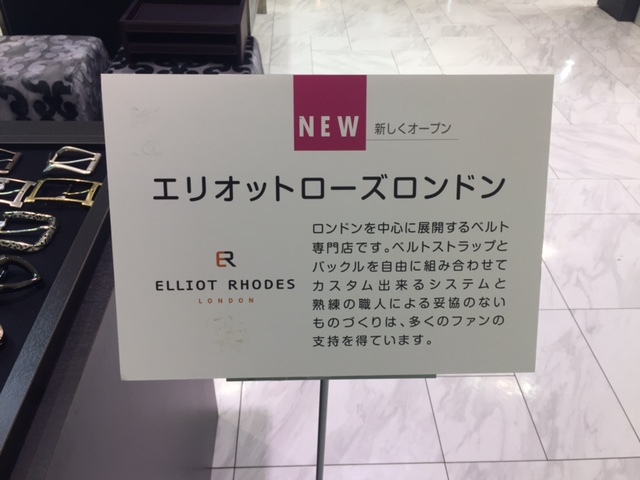 NEW 新しくオープン
エリオットローズロンドン
ER
ELLIOT RHODES
LONDON
ロンドンを中心に展開するベルト
専門店です。ベルトストラップと
バックルを自由に組み合わせて
カスタム出来るシステムと
熟練の職人による妥協のない
ものづくりは、多くのファンの
支持を得ています。